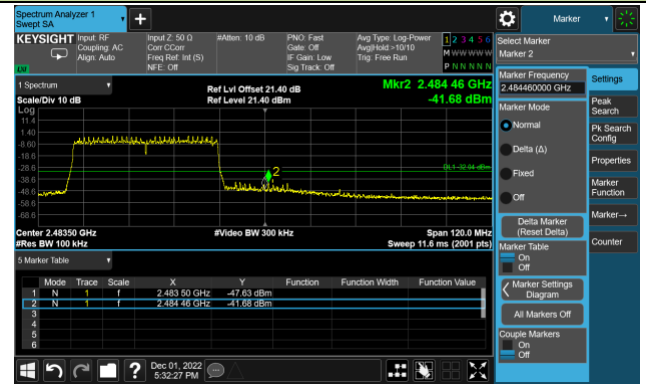 Spectrum Analyzer 1
Swept SA
Marker
KEYSIGHT Input: RF Input Z: 50 Ω #Atten: 10 dB PNO: Fast Avg Type: Log-Power 1 2 3 4 5 6
Coupling: AC Corr CCorr Gate: Off Avg|Hold:>10/10 M W W W W W
Align: Auto Freq Ref: Int (S) IF Gain: Low Trig: Free Run
NFE: Off Sig Track: Off P N N N N N
LXI
Select Marker
Marker 2
1 Spectrum
Ref Lvl Offset 21.40 dB
Mkr2 2.484 46 GHz
Scale/Div 10 dB
Ref Level 21.40 dBm
-41.68 dBm
Log
11.4
1.40
-8.60
-18.6
-28.6
-38.6
-48.6
-58.6
-68.6
2
DL1 -32.04 dBm
Center 2.48350 GHz
#Video BW 300 kHz
Span 120.0 MHz
#Res BW 100 kHz
Sweep 11.6 ms (2001 pts)
5 Marker Table
Mode Trace Scale X Y Function Function Width Function Value
1 N 1 f 2.483 50 GHz -47.63 dBm
2 N 1 f 2.484 46 GHz -41.68 dBm
3
4
5
6
Marker Frequency
2.484460000 GHz
Marker Mode
Normal
Delta (Δ)
Fixed
Off
Delta Marker
(Reset Delta)
Marker Table
On
Off
Marker Settings
Diagram
All Markers Off
Couple Markers
On
Off
Settings
Peak
Search
Pk Search
Config
Properties
Marker
Function
Marker→
Counter
?
Dec 01, 2022
5:32:27 PM